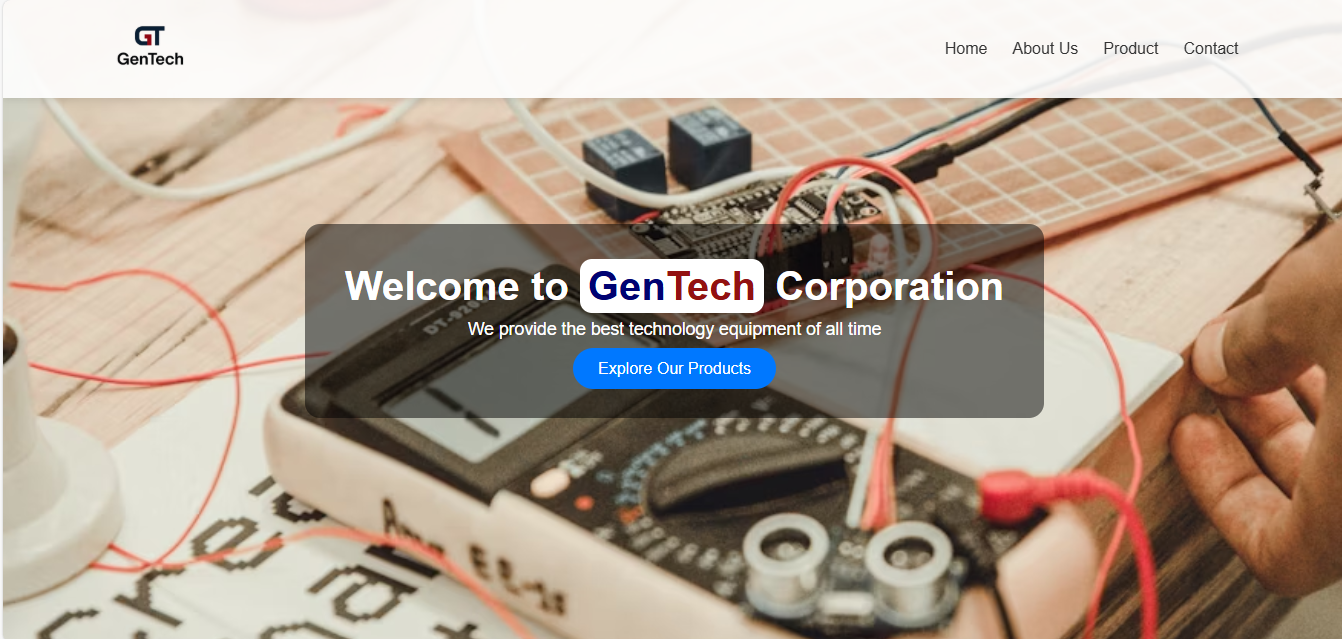 GT
GenTech
Home About Us Product Contact
Welcome to GenTech Corporation
We provide the best technology equipment of all time
Explore Our Products